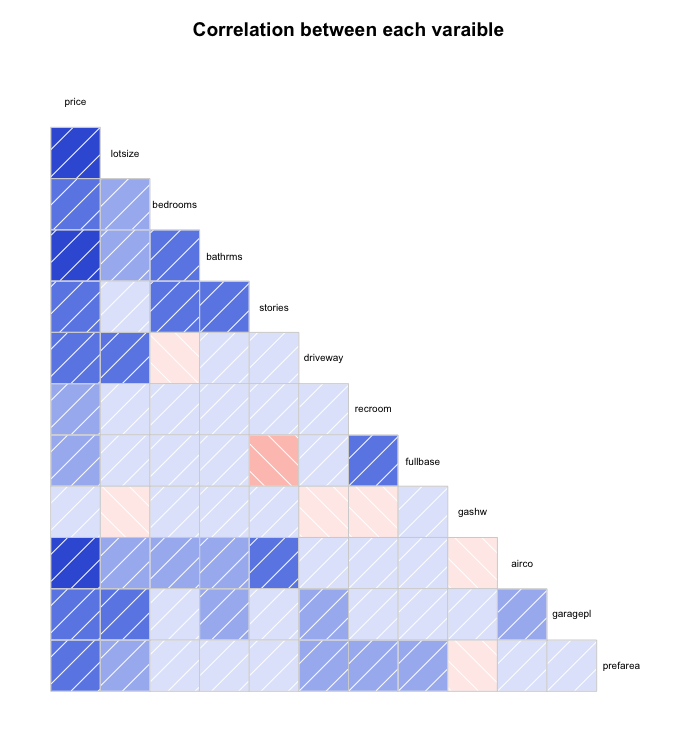 Correlation between each varaible
price
lotsize
bedrooms
bathrms
stories
driveway
recroom
fullbase
gashw
airco
garagepl
prefarea